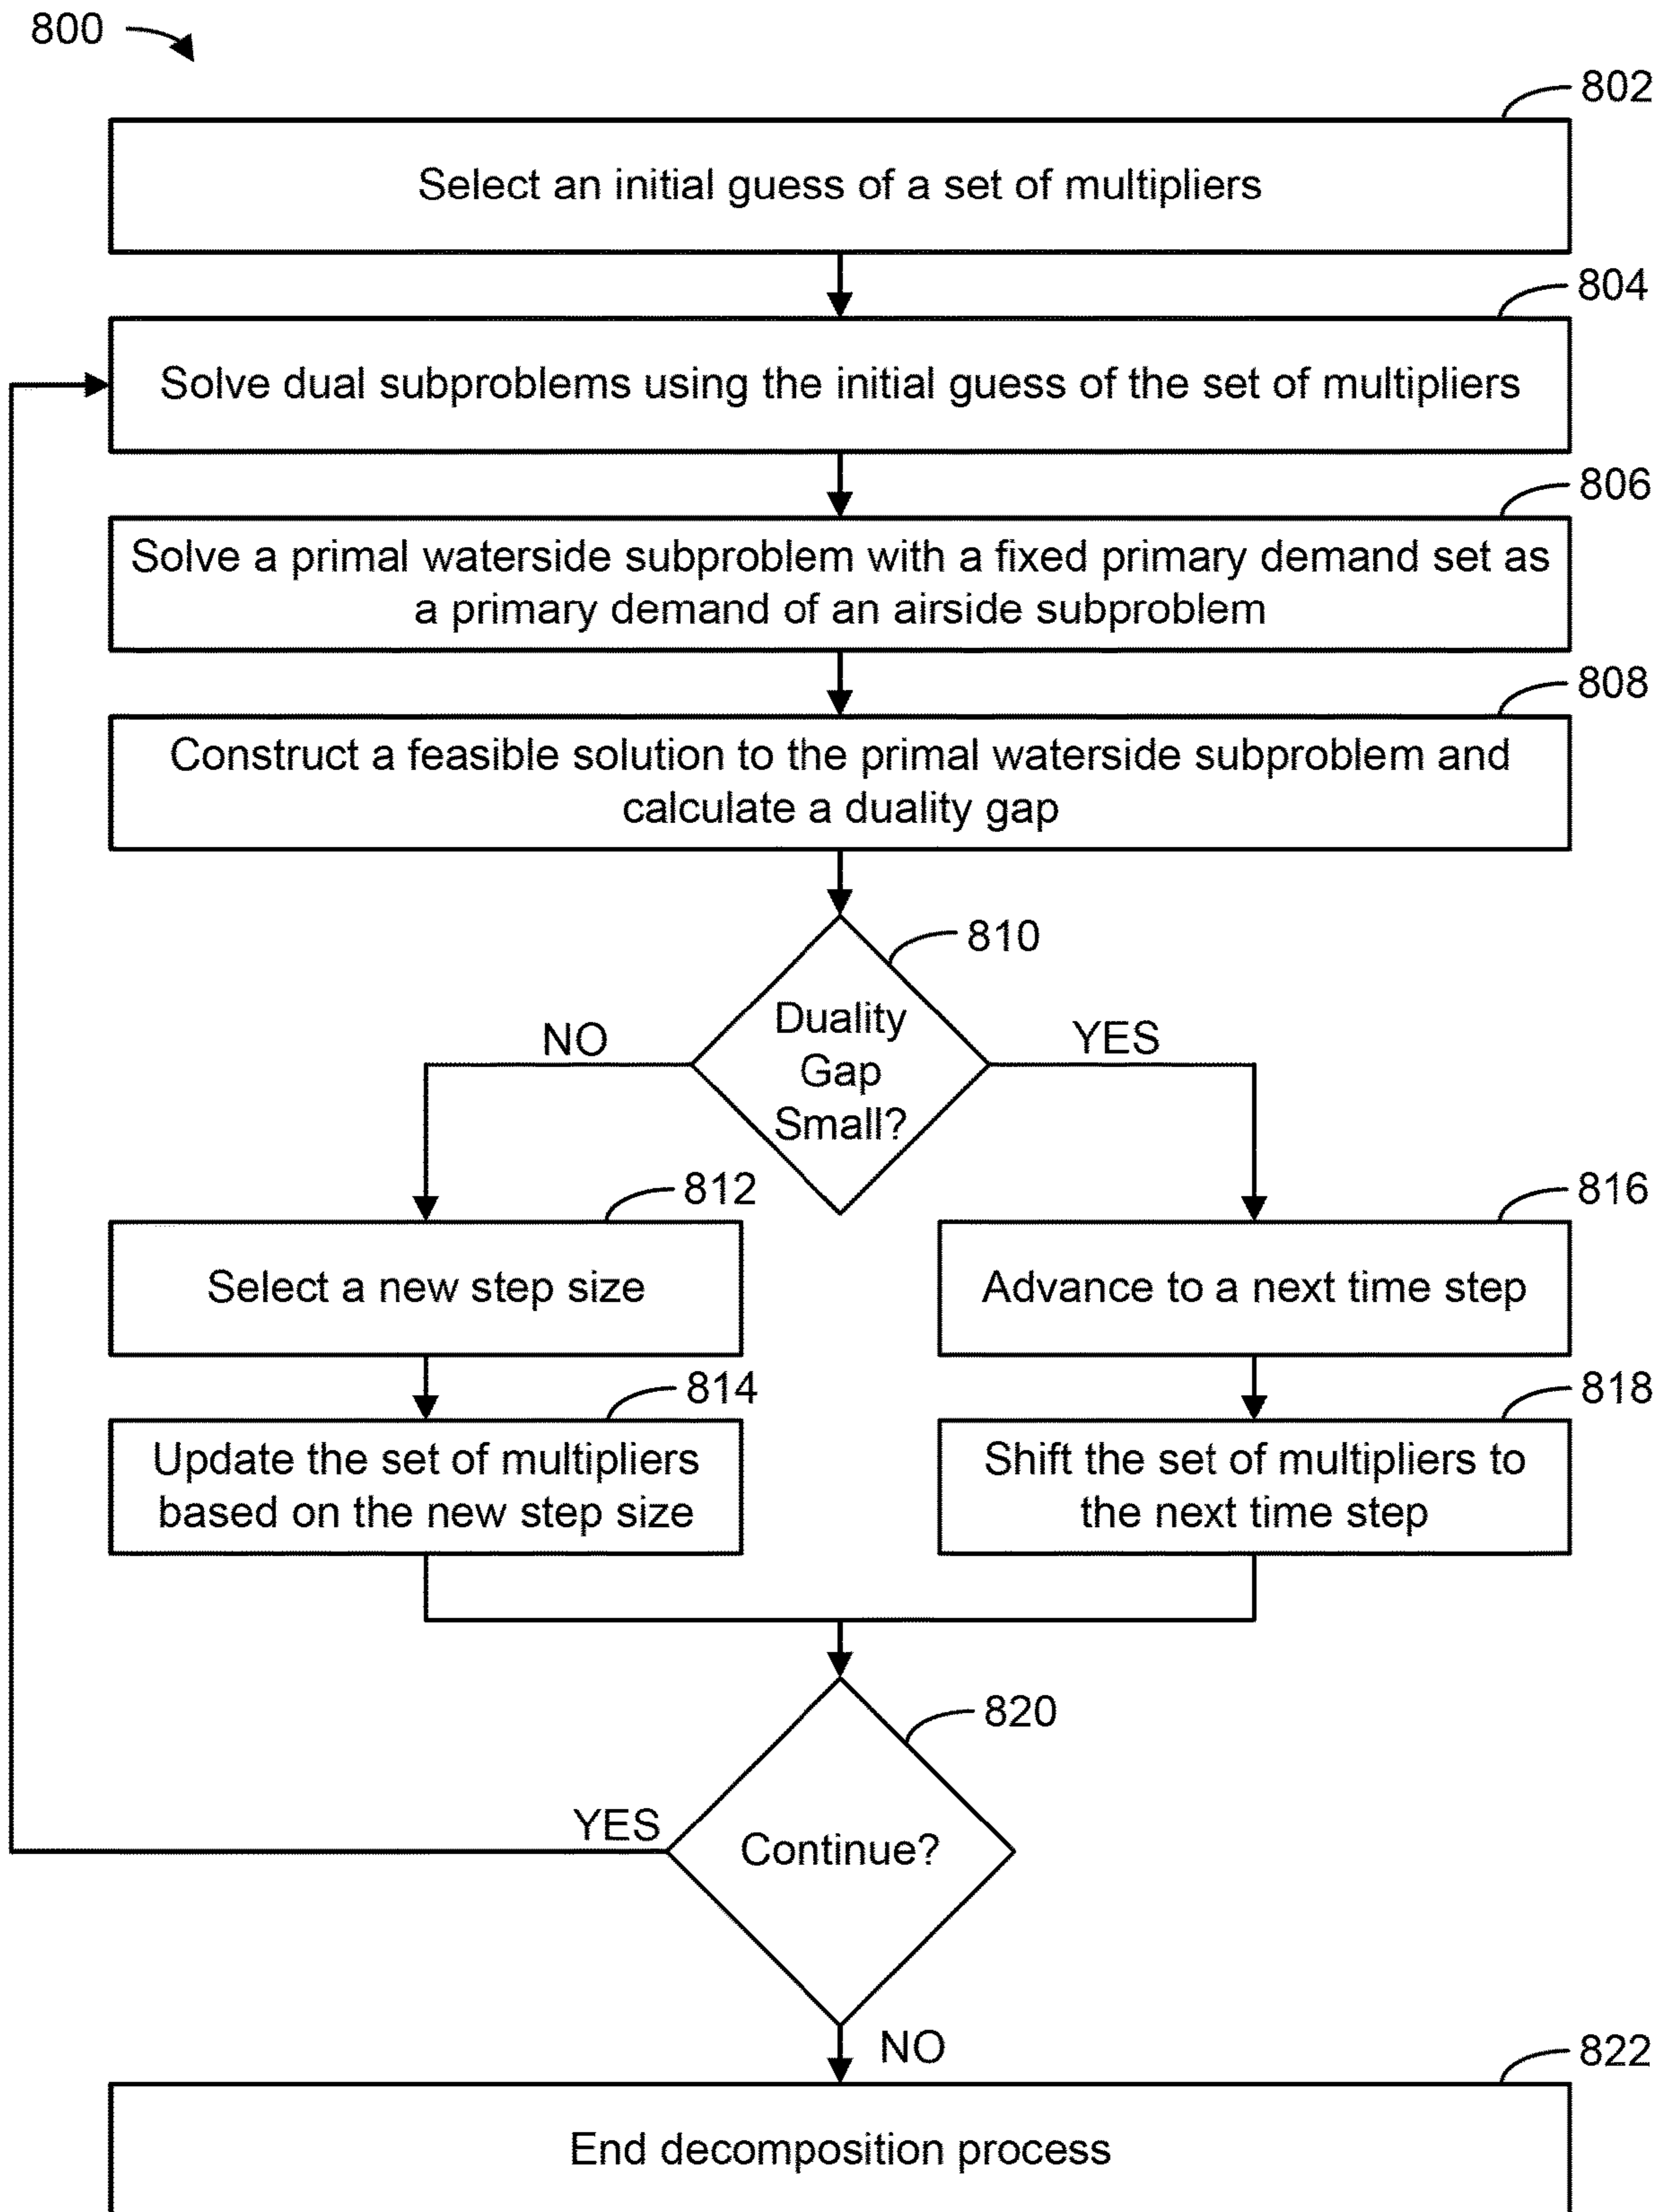 800
802
Select an initial guess of a set of multipliers
804
Solve dual subproblems using the initial guess of the set of multipliers
806
Solve a primal waterside subproblem with a fixed primary demand set as
a primary demand of an airside subproblem
808
Construct a feasible solution to the primal waterside subproblem and
calculate a duality gap
810
Duality
Gap
Small?
NO
YES
812
Select a new step size
814
Update the set of multipliers
based on the new step size
816
Advance to a next time step
818
Shift the set of multipliers to
the next time step
820
Continue?
YES
NO
822
End decomposition process